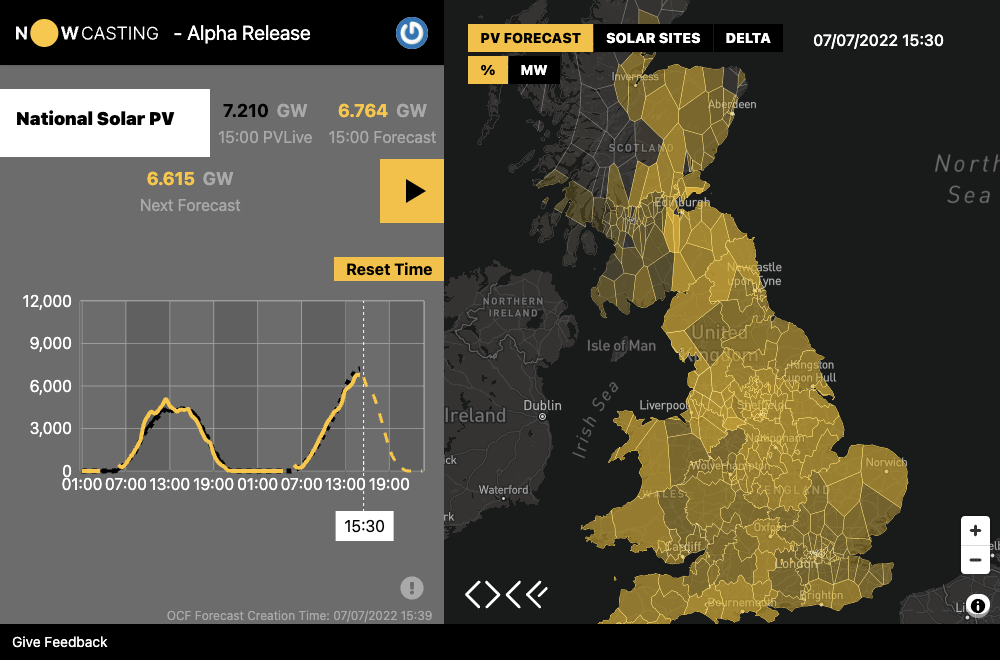 NOWCASTING - Alpha Release
National Solar PV
7.210 GW
15:00 PVLive
6.764 GW
15:00 Forecast
6.615 GW
Next Forecast
Reset Time
12,000
9,000
6,000
3,000
0
01:00 07:00 13:00 19:00 01:00 07:00 13:00 19:00
15:30
OCF Forecast Creation Time: 07/07/2022 15:39
Give Feedback
PV FORECAST SOLAR SITES DELTA
% MW
07/07/2022 15:30
Inverness
Aberdeen
SCOTLAND
North
Sea
Edinburgh
Newcastle
upon Tyne
NORTHERN
IRELAND
United
Kingdom
Isle of Man
Kingston
upon Hull
Ireland
Dublin
Irish Sea
Liverpool
Sheffield
Nottingham
ck
Wolverhampton
Norwich
Waterford
WALES
ENGLAND
rk
Oxford
Cardiff
London
Bournemouth
Brighton
Li